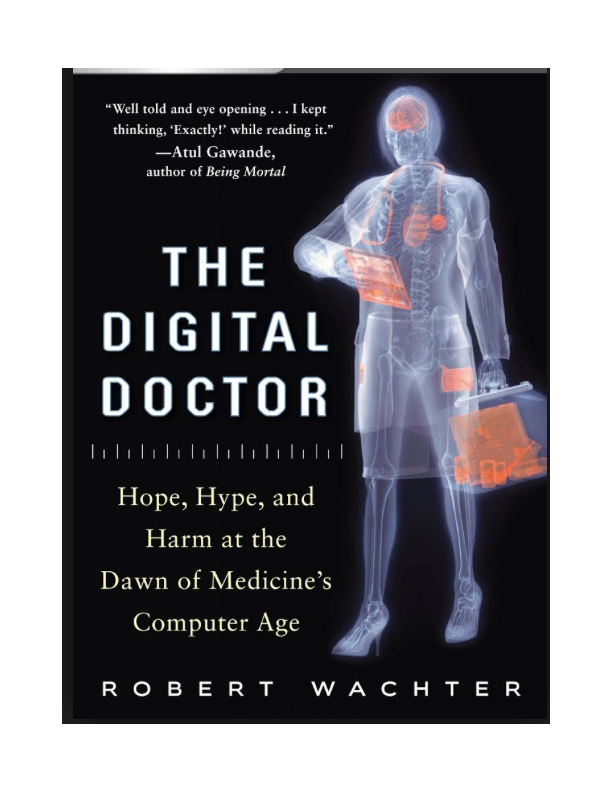 “Well told and eye opening . . . I kept
thinking, ‘Exactly!’ while reading it.”
—Atul Gawande,
author of Being Mortal
THE
DIGITAL
DOCTOR
Hope, Hype, and
Harm at the
Dawn of Medicine’s
Computer Age
ROBERT WACHTER